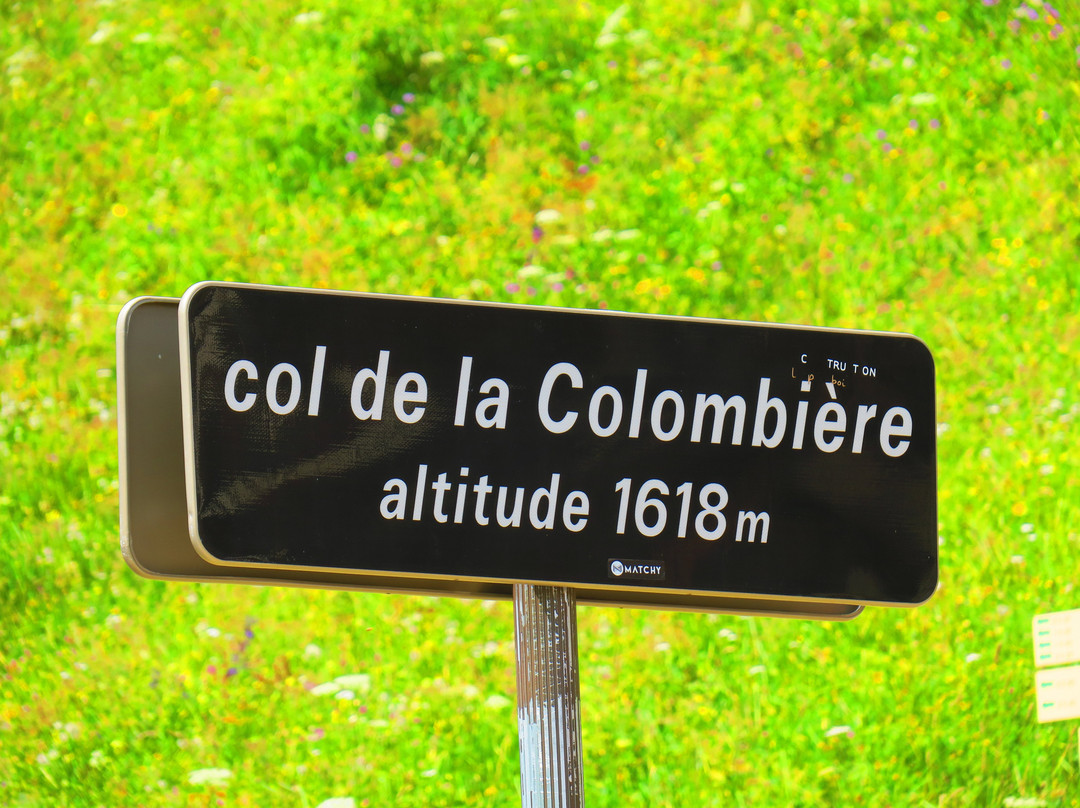 col de la Colombière
altitude 1618m
MATCHY